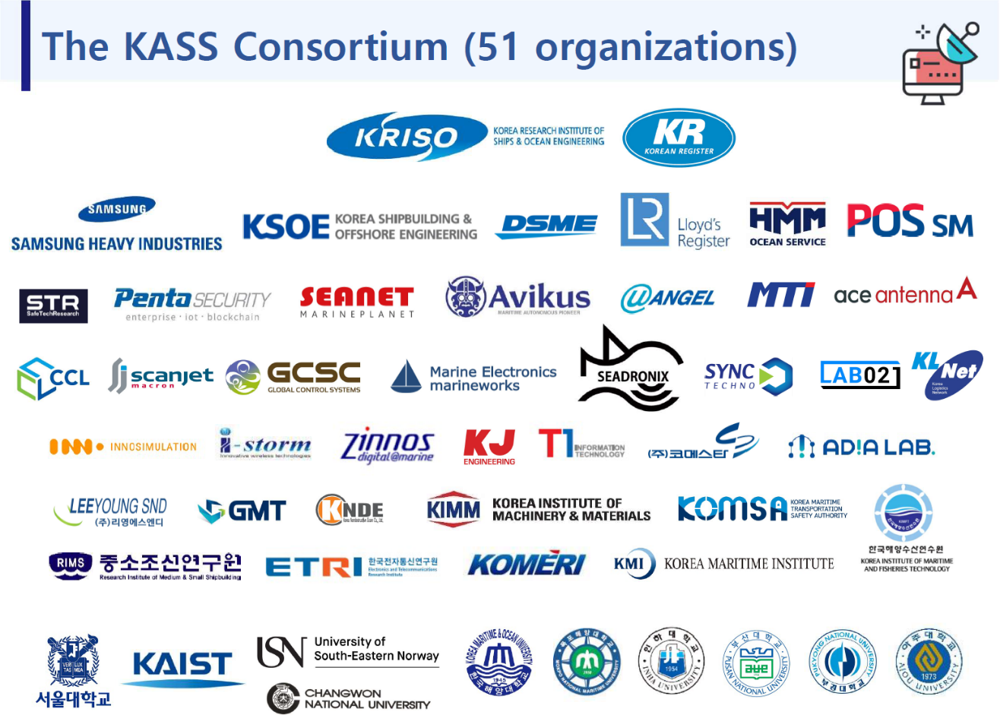 The KASS Consortium (51 organizations)
KRISO
KOREA RESEARCH INSTITUTE OF
SHIPS & OCEAN ENGINEERING
KR
KOREAN REGISTER
SAMSUNG
SAMSUNG HEAVY INDUSTRIES
KSOE
KOREA SHIPBUILDING &
OFFSHORE ENGINEERING
DSME
LR
Lloyd's
Register
HMM
OCEAN SERVICE
POS SM
STR
SafeTechResearch
Penta SECURITY
enterprise · iot · blockchain
SEANET
MARINEPLANET
Avikus
MARITIME AUTONOMOUS PIONEER
@ANGEL
MTI
ace antenna A
CCL
scanjet
macron
GCSC
GLOBAL CONTROL SYSTEMS
Marine Electronics
marineworks
SEADRONIX
SYNC
TECHNO
LAB021
KL
Net
Korea
Logistics
Network
INN INNOSIMULATION
i-storm
innovative wireless technologies
Zinnos
digital@marine
KJ
ENGINEERING
T1
INFORMATION
TECHNOLOGY
(주)코메스타
AD!A LAB.
LEEYOUNG SND
(주)리영에스엔디
GMT
KNDE
KIMM
KOREA INSTITUTE OF
MACHINERY & MATERIALS
KOMSA
KOREA MARITIME
TRANSPORTATION
SAFETY AUTHORITY
한국해양수산연수원
KOREA INSTITUTE OF MARITIME
AND FISHERIES TECHNOLOGY
RIMS
중소조선연구원
Research Institute of Medium & Small Shipbuilding
ETRI
한국전자통신연구원
Electronics and Telecommunications
Research Institute
KOMERI
KMI
KOREA MARITIME INSTITUTE
VERI LUX
TAS MEA
서울대학교
KAIST
USN
University of
South-Eastern Norway
CHANGWON
NATIONAL UNIVERSITY
KOREA MARITIME & OCEAN UNIVERSITY
1945
한국해양대학교
목포해양대학교
MOKPO NATIONAL MARITIME UNIVERSITY
인하대학교
1954
INHA UNIVERSITY
부산대학교
PUSAN NATIONAL UNIVERSITY
PUKYONG NATIONAL UNIVERSITY
부경대학교
아주대학교
1973
AJOU UNIVERSITY